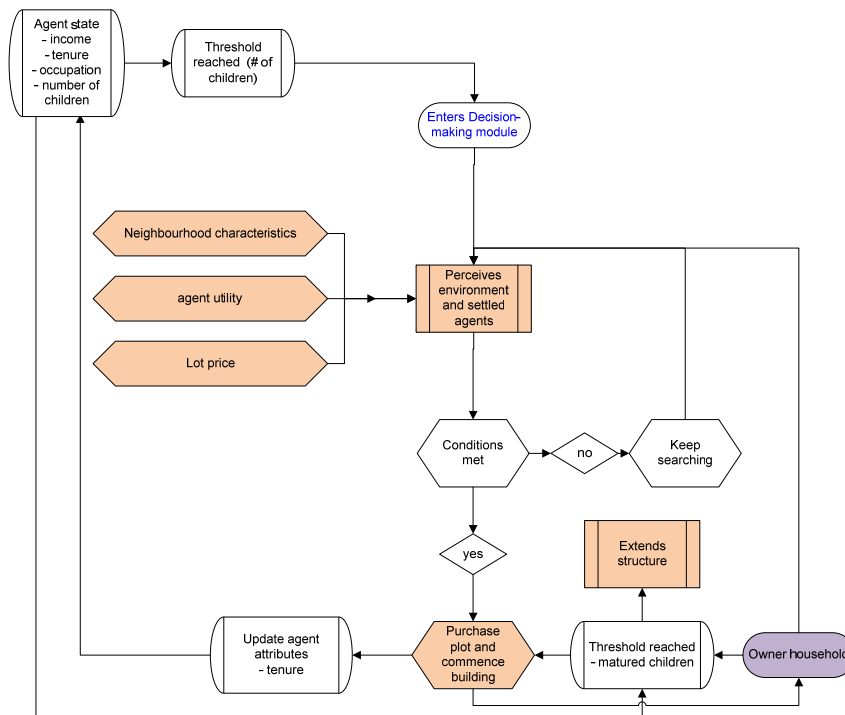 Agent state
- income
- tenure
- occupation
- number of
children
Threshold
reached (# of
children)
Enters Decision-
making module
Neighbourhood characteristics
agent utility
Lot price
Perceives
environment
and settled
agents
Conditions
met
no
Keep
searching
yes
Extends
structure
Update agent
attributes
- tenure
Purchase
plot and
commence
building
Threshold reached
- matured children
Owner household